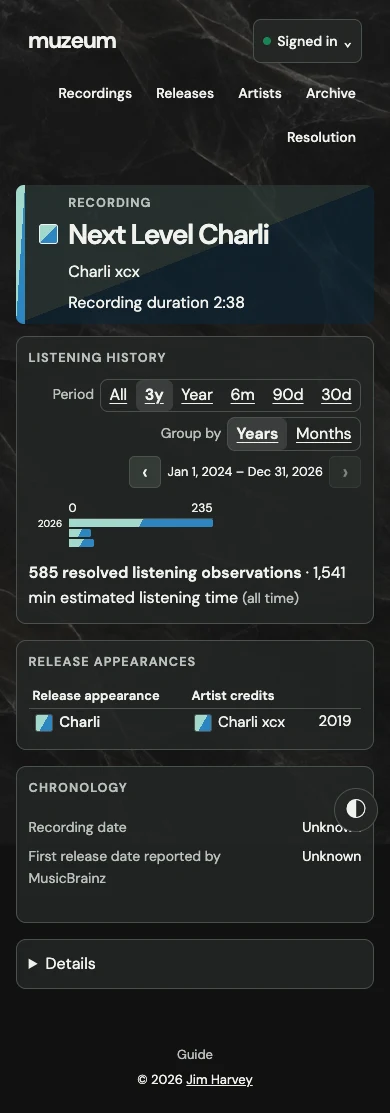 muzeum
Signed in
Recordings Releases Artists Archive
Resolution
RECORDING
Next Level Charli
Charli xcx
Recording duration 2:38
LISTENING HISTORY
Period All 3y Year 6m 90d 30d
Group by Years Months
‹ Jan 1, 2024 – Dec 31, 2026 ›
0 235
2026
585 resolved listening observations · 1,541
min estimated listening time (all time)
RELEASE APPEARANCES
Release appearance Artist credits
Charli Charli xcx 2019
CHRONOLOGY
Recording date
First release date reported by Unknown
MusicBrainz
▶ Details
Guide
© 2026 Jim Harvey